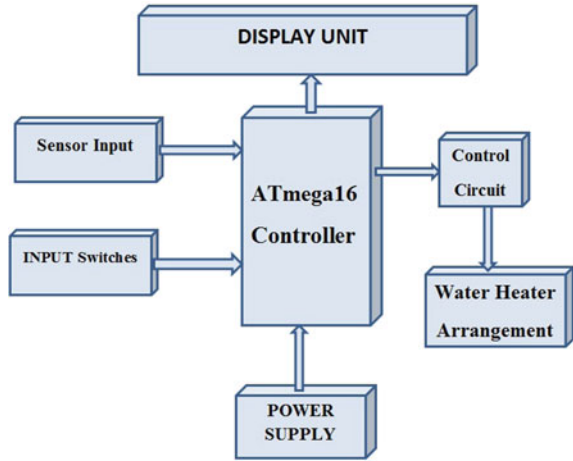 DISPLAY UNIT
Sensor Input
INPUT Switches
ATmega16
Controller
Control
Circuit
Water Heater
Arrangement
POWER
SUPPLY